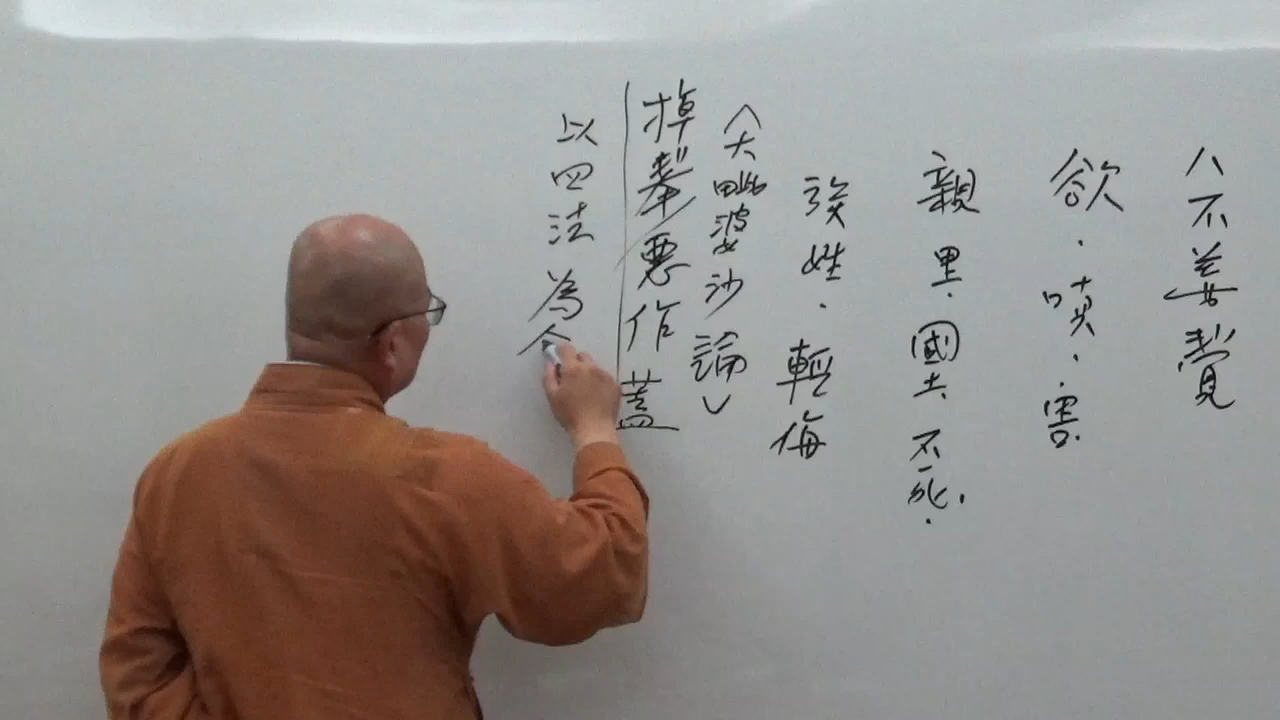 八不善覺
欲．嗔．害．
親里．國土．不死．
族姓．輕侮
〈大毗婆沙論〉
掉舉惡作蓋
以四法為